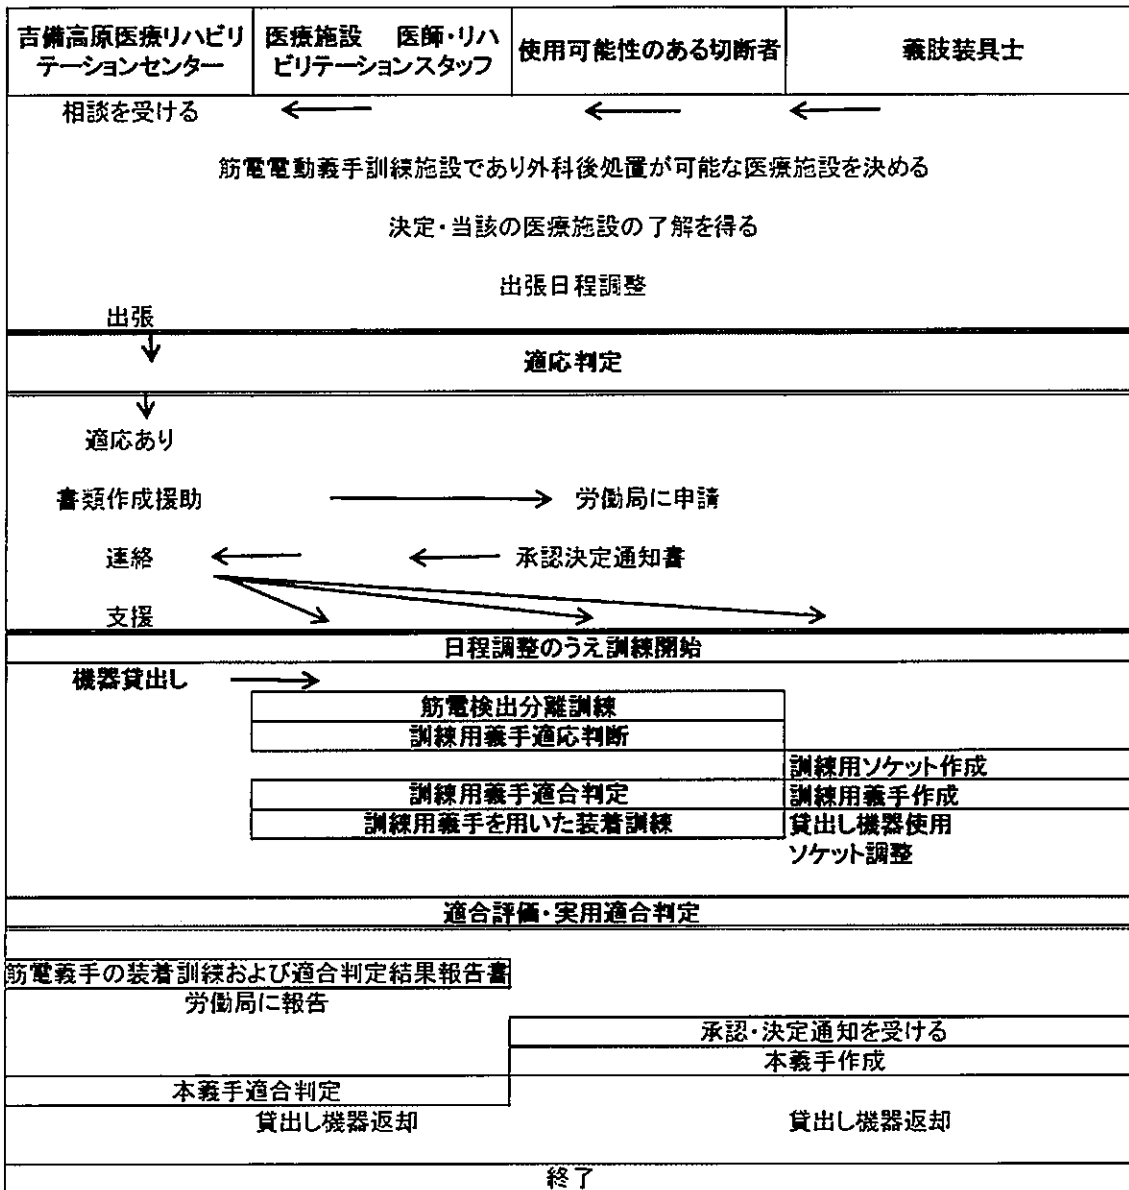 吉備高原医療リハビリ
テーションセンター
医療施設　医師・リハ
ビリテーションスタッフ
使用可能性のある切断者
義肢装具士
相談を受ける
筋電電動義手訓練施設であり外科後処置が可能な医療施設を決める
決定・当該の医療施設の了解を得る
出張日程調整
出張
適応判定
適応あり
書類作成援助
労働局に申請
連絡
承認決定通知書
支援
日程調整のうえ訓練開始
機器貸出し
筋電検出分離訓練
訓練用義手適応判断
訓練用ソケット作成
訓練用義手適合判定
訓練用義手作成
訓練用義手を用いた装着訓練
貸出し機器使用
ソケット調整
適合評価・実用適合判定
筋電義手の装着訓練および適合判定結果報告書
労働局に報告
承認・決定通知を受ける
本義手作成
本義手適合判定
貸出し機器返却
貸出し機器返却
終了